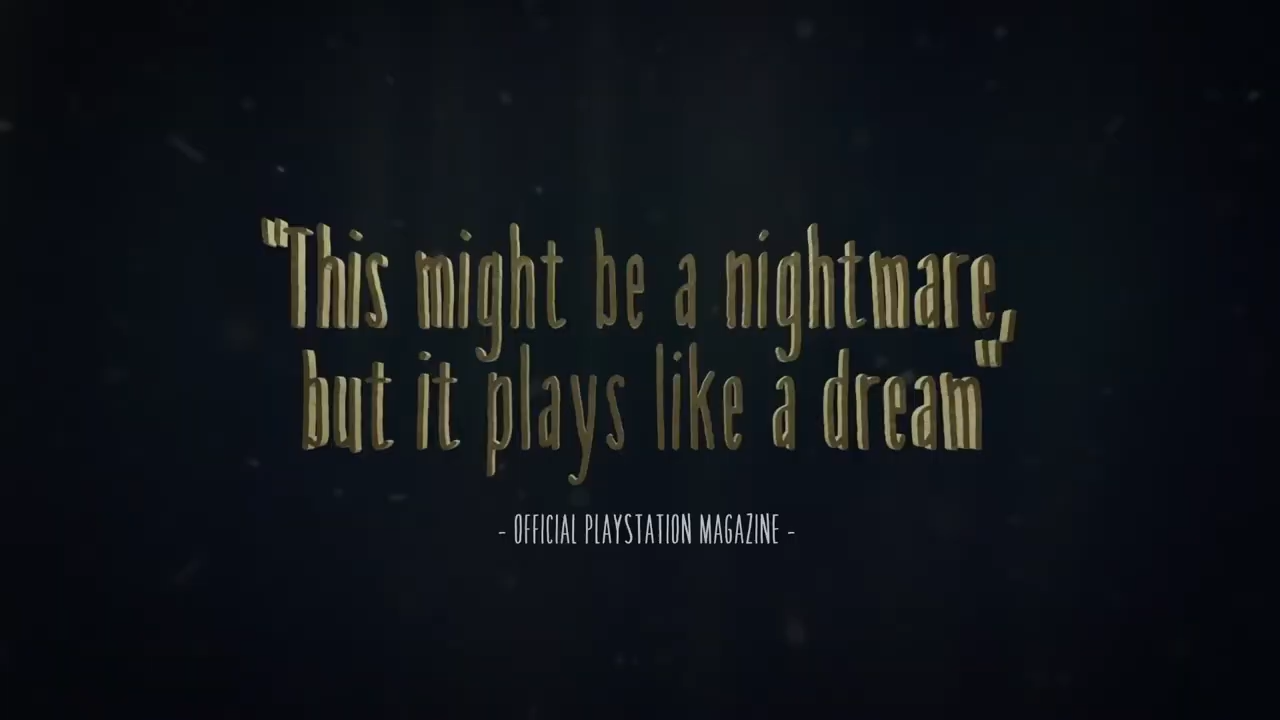 "This might be a nightmare,
but it plays like a dream"
- OFFICIAL PLAYSTATION MAGAZINE -